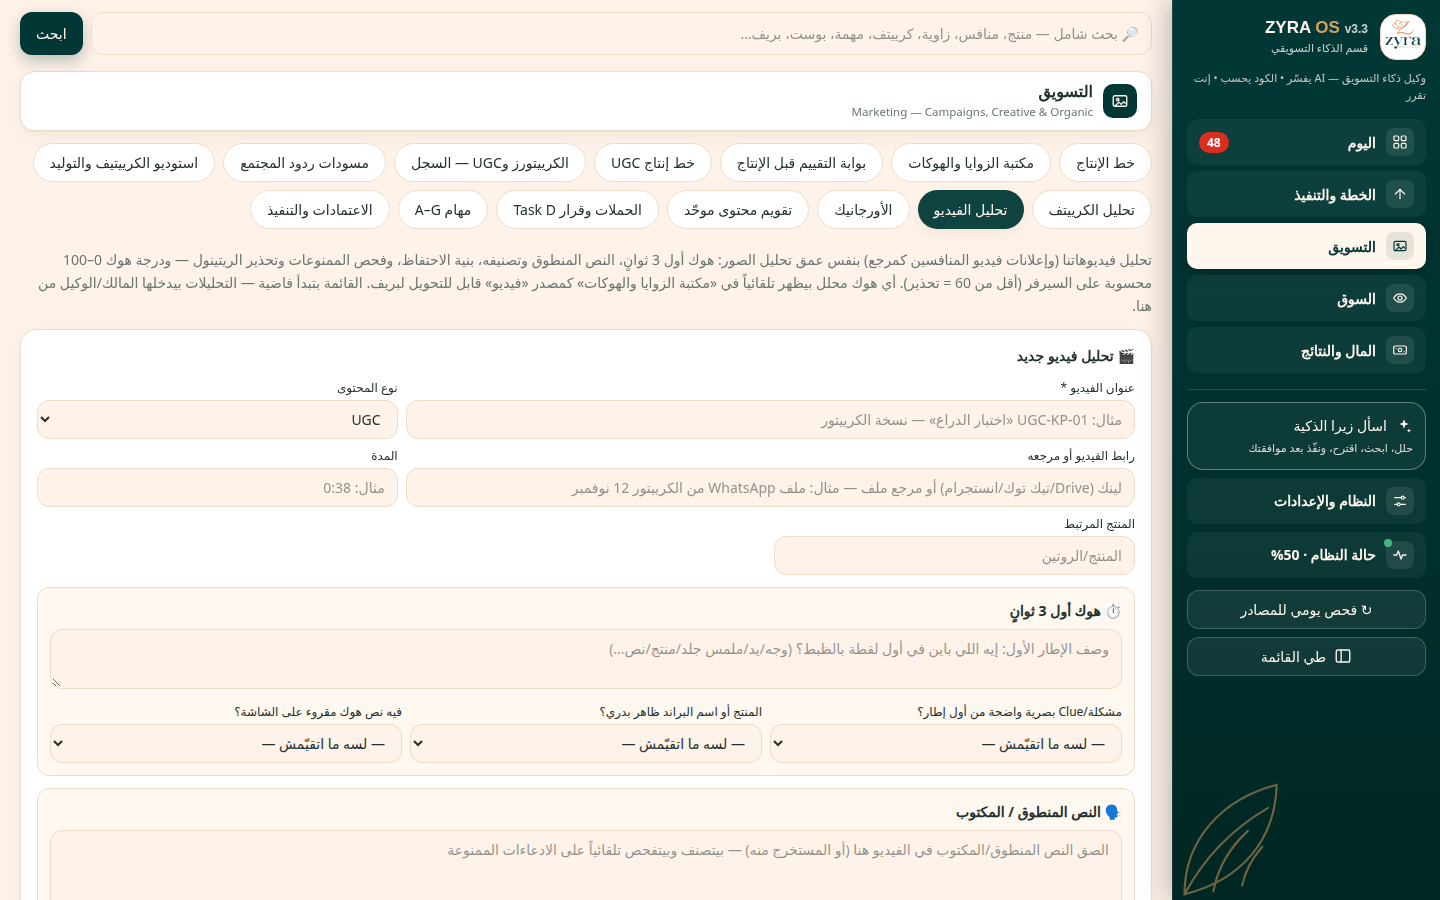 ZYRA OS v3.3
قسم الذكاء التسويقي
zyra
وكيل ذكاء التسويق — AI يفسّر • الكود يحسب • إنت
تقرر
اليوم
48
الخطة والتنفيذ
التسويق
السوق
المال والنتائج
اسأل زيرا الذكية
حلل، ابحث، اقترح، ونفّذ بعد موافقتك
النظام والإعدادات
حالة النظام · 50%
↻ فحص يومي للمصادر
طي القائمة
🔎 بحث شامل — منتج، منافس، زاوية، كرييتف، مهمة، بوست، بريف...
ابحث
التسويق
Marketing — Campaigns, Creative & Organic
خط الإنتاج
مكتبة الزوايا والهوكات
بوابة التقييم قبل الإنتاج
خط إنتاج UGC
الكرييتورز وUGC — السجل
مسودات ردود المجتمع
استوديو الكرييتيف والتوليد
تحليل الكرييتف
تحليل الفيديو
الأورجانيك
تقويم محتوى موحّد
الحملات وقرار Task D
مهام A–G
الاعتمادات والتنفيذ
تحليل فيديوهاتنا (وإعلانات فيديو المنافسين كمرجع) بنفس عمق تحليل الصور: هوك أول 3 ثوانٍ، النص المنطوق وتصنيفه، بنية الاحتفاظ، وفحص الممنوعات وتحذير الريتينول — ودرجة هوك 0–100
محسوبة على السيرفر (أقل من 60 = تحذير). أي هوك محلل بيظهر تلقائياً في «مكتبة الزوايا والهوكات» كمصدر «فيديو» قابل للتحويل لبريف. القائمة بتبدأ فاضية — التحليلات بيدخلها المالك/الوكيل من
هنا.
🎬 تحليل فيديو جديد
عنوان الفيديو *
نوع المحتوى
مثال: UGC-KP-01 «اختبار الدراع» — نسخة الكرييتور
UGC
رابط الفيديو أو مرجعه
المدة
لينك (Drive/تيك توك/انستجرام) أو مرجع ملف — مثال: ملف WhatsApp من الكرييتور 12 نوفمبر
مثال: 0:38
المنتج المرتبط
المنتج/الروتين
⏱️ هوك أول 3 ثوانٍ
وصف الإطار الأول: إيه اللي باين في أول لقطة بالظبط؟ (وجه/يد/ملمس جلد/منتج/نص...)
مشكلة/Clue بصرية واضحة من أول إطار؟
المنتج أو اسم البراند ظاهر بدري؟
فيه نص هوك مقروء على الشاشة؟
— لسه ما اتقيّمش —
— لسه ما اتقيّمش —
— لسه ما اتقيّمش —
🗣️ النص المنطوق / المكتوب
الصق النص المنطوق/المكتوب في الفيديو هنا (أو المستخرج منه) — بيتصنف وبيتفحص تلقائياً على الادعاءات الممنوعة